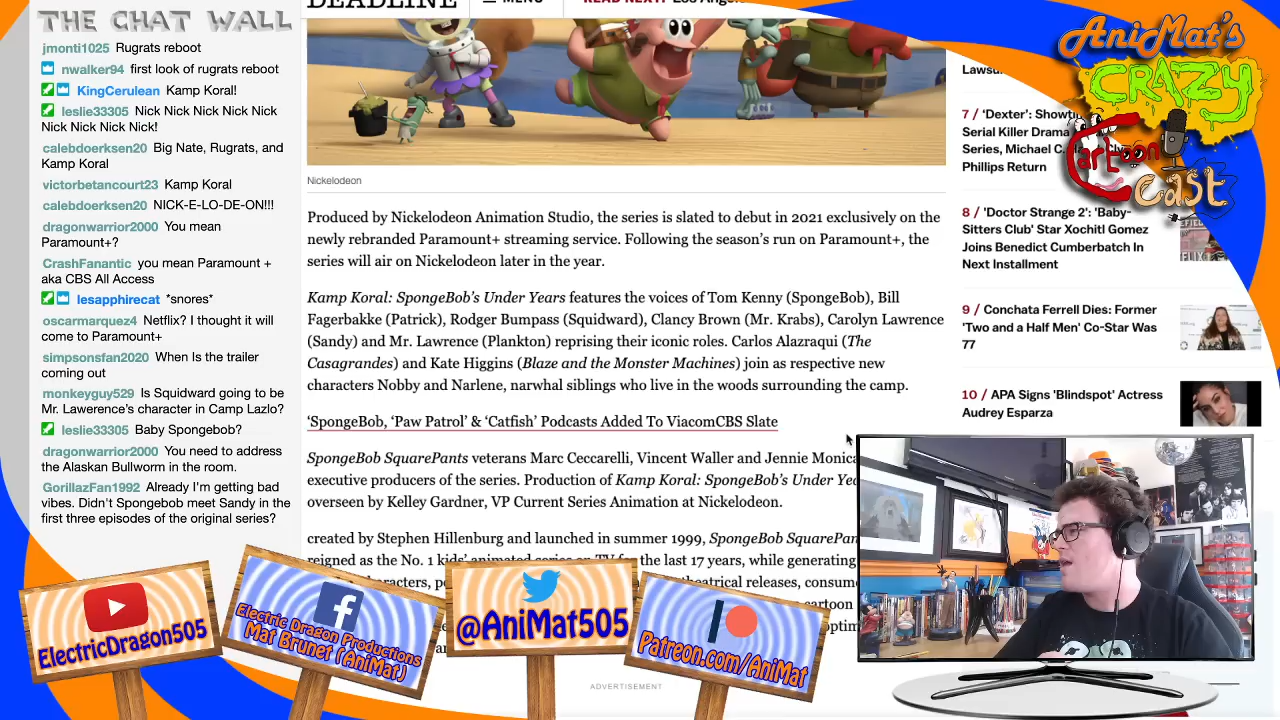 THE CHAT WALL
jmonti1025 Rugrats reboot
nwalker94 first look of rugrats reboot
KingCerulean Kamp Koral!
leslie33305 Nick Nick Nick Nick Nick
Nick Nick Nick Nick!
calebdoerksen20 Big Nate, Rugrats, and
Kamp Koral
victorbetancourt23 Kamp Koral
calebdoerksen20 NICK-E-LO-DE-ON!!!
dragonwarrior2000 You mean
Paramount+?
CrashFanantic you mean Paramount +
aka CBS All Access
lesapphirecat *snores*
oscarmarquez4 Netflix? I thought it will
come to Paramount+
simpsonsfan2020 When Is the trailer
coming out
monkeyguy529 Is Squidward going to be
Mr. Lawerence's character in Camp Lazlo?
leslie33305 Baby Spongebob?
dragonwarrior2000 You need to address
the Alaskan Bullworm in the room.
GorillazFan1992 Already I'm getting bad
vibes. Didn't Spongebob meet Sandy in the
first three episodes of the original series?
DEADLINE
MENU
READ NEXT:
Nickelodeon
Produced by Nickelodeon Animation Studio, the series is slated to debut in 2021 exclusively on the
newly rebranded Paramount+ streaming service. Following the season's run on Paramount+, the
series will air on Nickelodeon later in the year.
Kamp Koral: SpongeBob's Under Years features the voices of Tom Kenny (SpongeBob), Bill
Fagerbakke (Patrick), Rodger Bumpass (Squidward), Clancy Brown (Mr. Krabs), Carolyn Lawrence
(Sandy) and Mr. Lawrence (Plankton) reprising their iconic roles. Carlos Alazraqui (The
Casagrandes) and Kate Higgins (Blaze and the Monster Machines) join as respective new
characters Nobby and Narlene, narwhal siblings who live in the woods surrounding the camp.
'SpongeBob, 'Paw Patrol' & 'Catfish' Podcasts Added To ViacomCBS Slate
SpongeBob SquarePants veterans Marc Ceccarelli, Vincent Waller and Jennie Monica
executive producers of the series. Production of Kamp Koral: SpongeBob's Under
overseen by Kelley Gardner, VP Current Series Animation at Nickelodeon.
created by Stephen Hillenburg and launched in summer 1999, SpongeBob
reigned as the No. 1 kids' animated series on TV for the last 17 years, while generating
theatrical releases,
cartoon
ADVERTISEMENT
7 / 'Dexter':
Serial Killer Drama
Series, Michael C.
Phillips Return
8 / 'Doctor Strange 2': 'Baby-
Sitters Club' Star Xochitl Gomez
Joins Benedict Cumberbatch In
Next Installment
9 / Conchata Ferrell Dies: Former
'Two and a Half Men' Co-Star Was
77
10 / APA Signs 'Blindspot' Actress
Audrey Esparza
AniMat's
CRAZY
Cartoon
Cast
ElectricDragon505
Electric Dragon Productions
Mat Brunet (AniMat)
@AniMat505
Patreon.com/AniMat